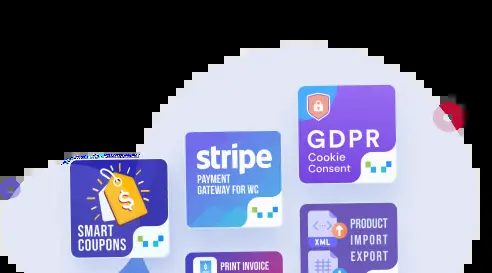 GDPR
Cookie
Consent
stripe
PAYMENT
GATEWAY FOR WC
SMART
COUPONS
$
PRODUCT
IMPORT
EXPORT
XML
PRINT INVOICE